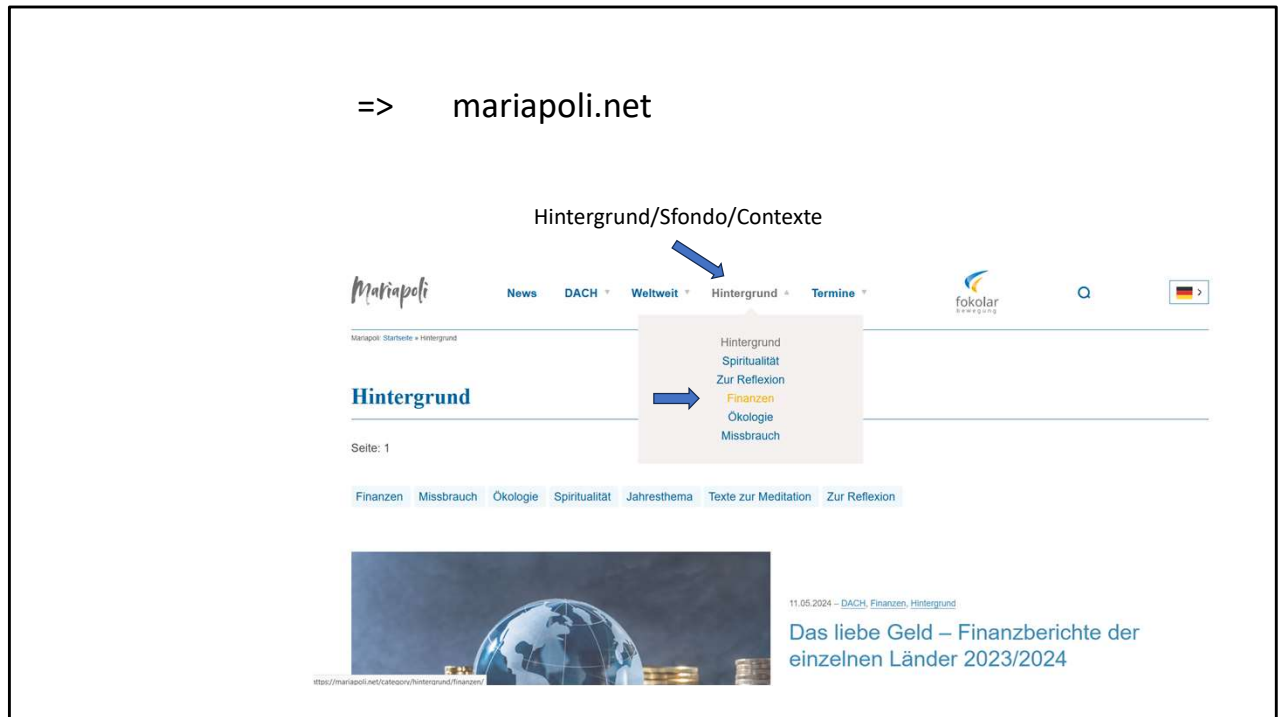 => mariapoli.net
Hintergrund/Sfondo/Contexte
Mariapoli News DACH Weltweit Hintergrund Termine fokolar bewegung
Mariapoli: Startseite » Hintergrund
Hintergrund
Spiritualität
Zur Reflexion
Finanzen
Ökologie
Missbrauch
Hintergrund
Seite: 1
Finanzen Missbrauch Ökologie Spiritualität Jahresthema Texte zur Meditation Zur Reflexion
11.05.2024 – DACH, Finanzen, Hintergrund
Das liebe Geld – Finanzberichte der
einzelnen Länder 2023/2024
https://mariapoli.net/category/hintergrund/finanzen/